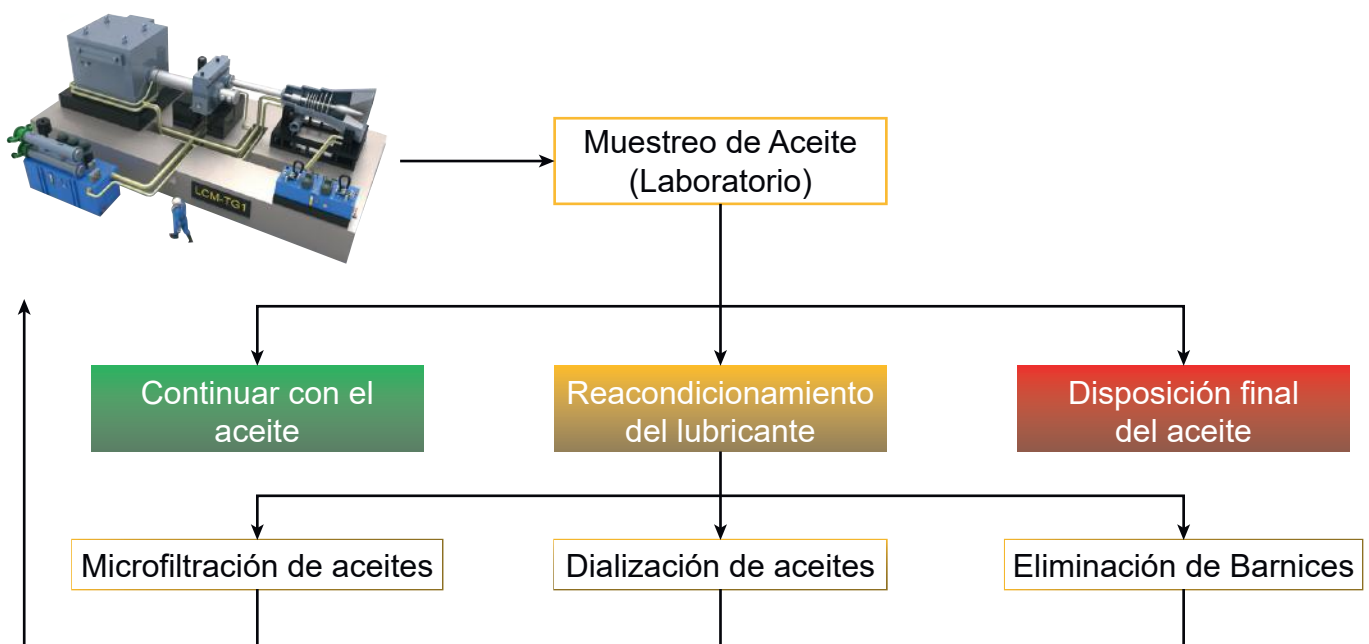 LCM-TG1
Muestreo de Aceite
(Laboratorio)
Continuar con el
aceite
Reacondicionamiento
del lubricante
Disposición final
del aceite
Microfiltración de aceites
Dialización de aceites
Eliminación de Barnices